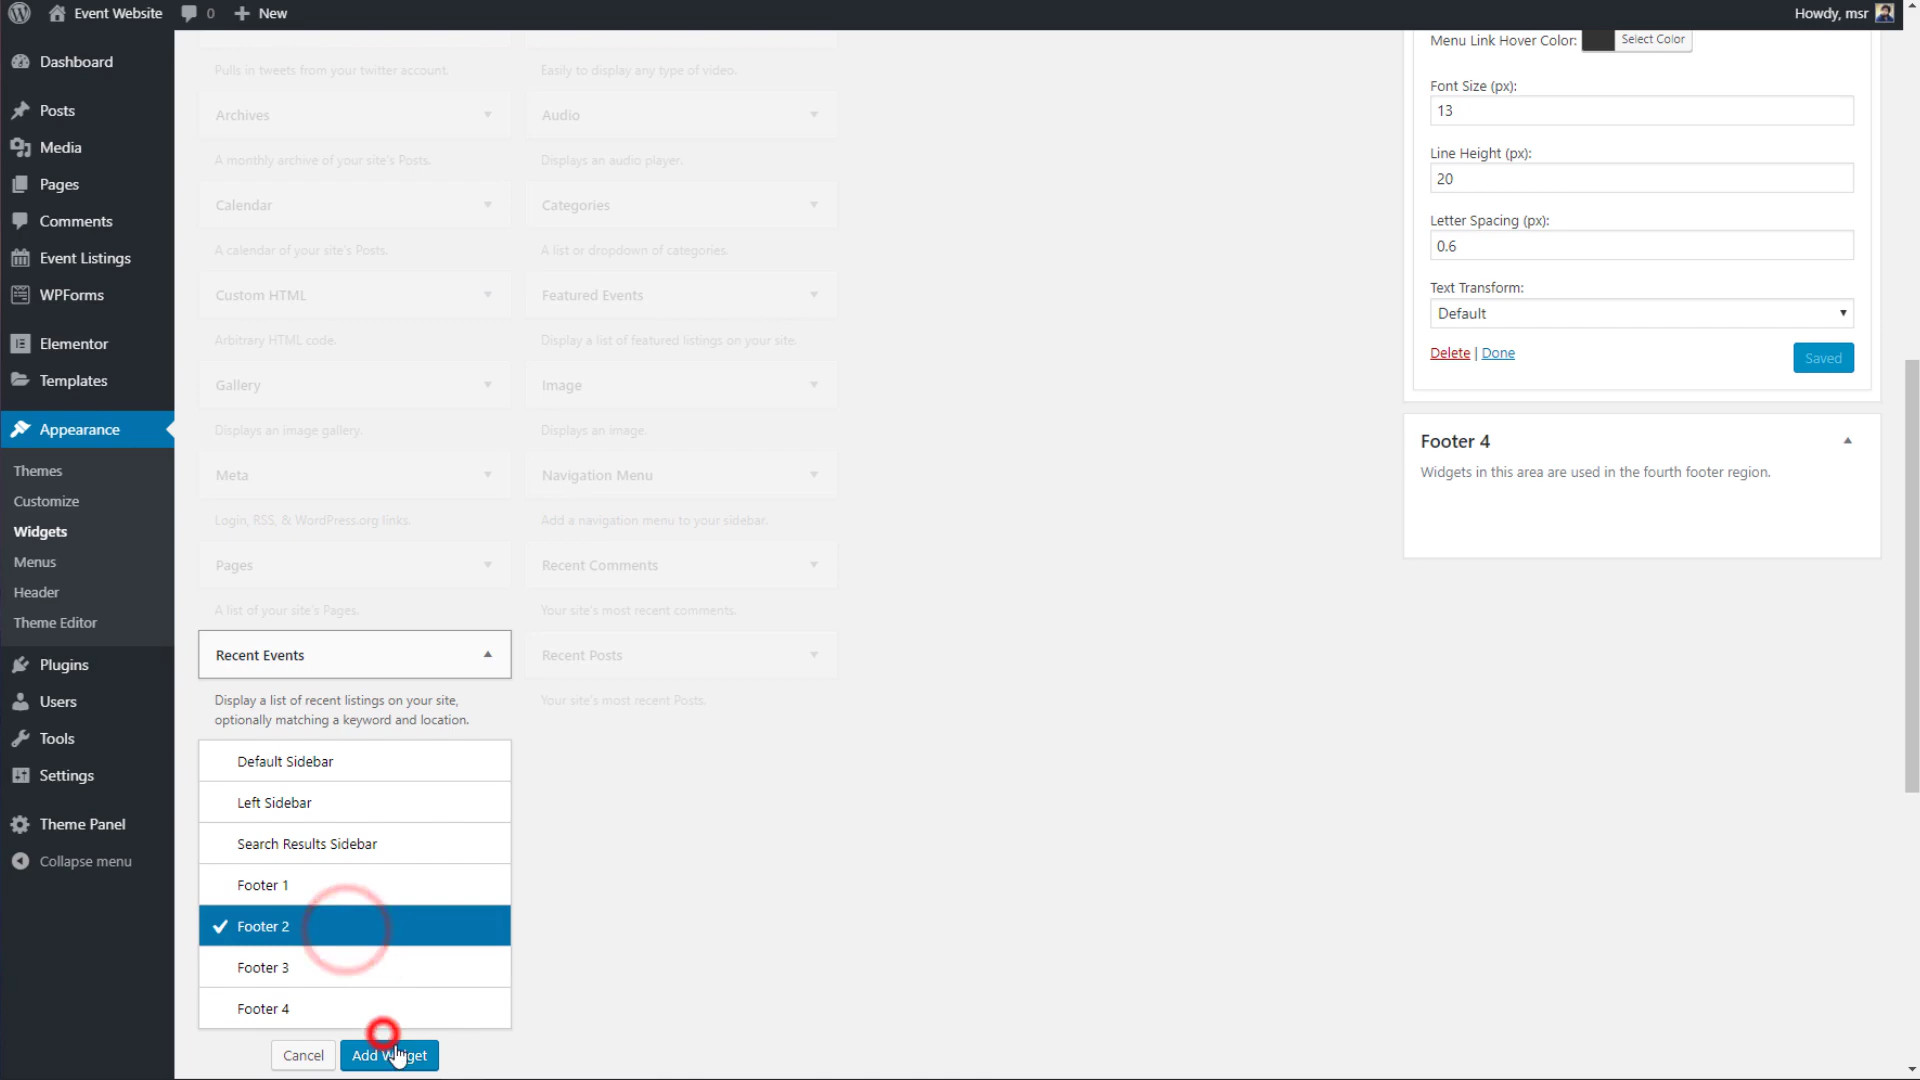 Event Website
0
New
Howdy, msr
Dashboard
Posts
Media
Pages
Comments
Event Listings
WPForms
Elementor
Templates
Appearance
Themes
Customize
Widgets
Menus
Header
Theme Editor
Plugins
Users
Tools
Settings
Theme Panel
Collapse menu
Pulls in tweets from your twitter account.
Easily to display any type of video.
Archives
Audio
A monthly archive of your site's Posts.
Displays an audio player.
Calendar
Categories
A calendar of your site's Posts.
A list or dropdown of categories.
Custom HTML
Featured Events
Arbitrary HTML code.
Display a list of featured listings on your site.
Gallery
Image
Displays an image gallery.
Displays an image.
Meta
Navigation Menu
Login, RSS, & WordPress.org links.
Add a navigation menu to your sidebar.
Pages
Recent Comments
A list of your site's Pages.
Your site's most recent comments.
Recent Events
Recent Posts
Display a list of recent listings on your site,
optionally matching a keyword and location.
Your site's most recent Posts.
Default Sidebar
Left Sidebar
Search Results Sidebar
Footer 1
Footer 2
Footer 3
Footer 4
Cancel
Add Widget
Menu Link Hover Color:
Select Color
Font Size (px):
13
Line Height (px):
20
Letter Spacing (px):
0.6
Text Transform:
Default
Delete | Done
Saved
Footer 4
Widgets in this area are used in the fourth footer region.